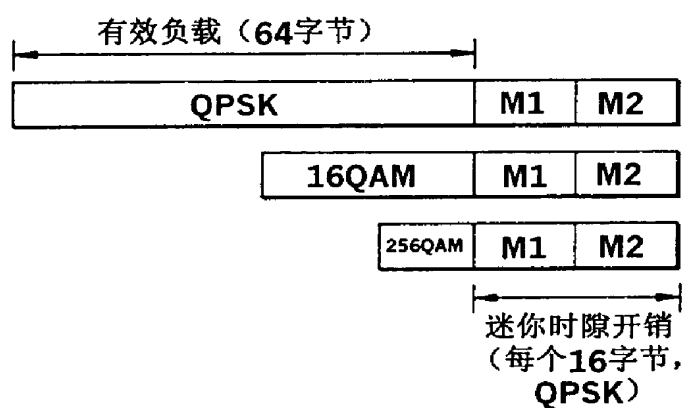 有效负载（64字节）
QPSK M1 M2
16QAM M1 M2
256QAM M1 M2
迷你时隙开销
（每个16字节，
QPSK）